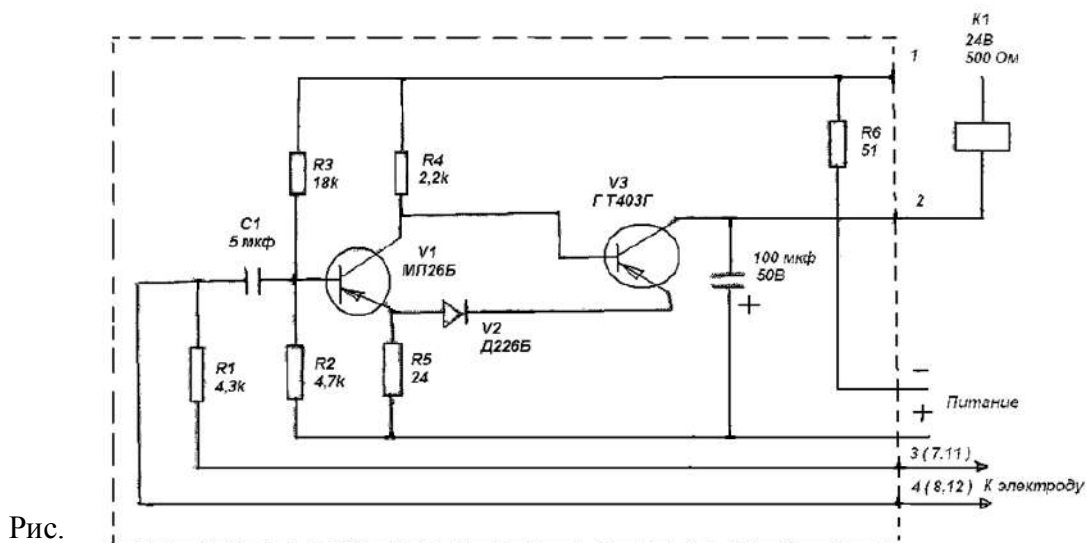 К1
24В
500 Ом
1
R6
51
R3
18k
R4
2,2k
V3
ГТ403Г
2
C1
5 мкф
V1
МП26Б
100 мкф
50В
+
V2
Д226Б
R1
4,3k
R2
4,7k
R5
24
−
Питание
+
3 (7.11)
4 (8,12) К электроду
Рис.